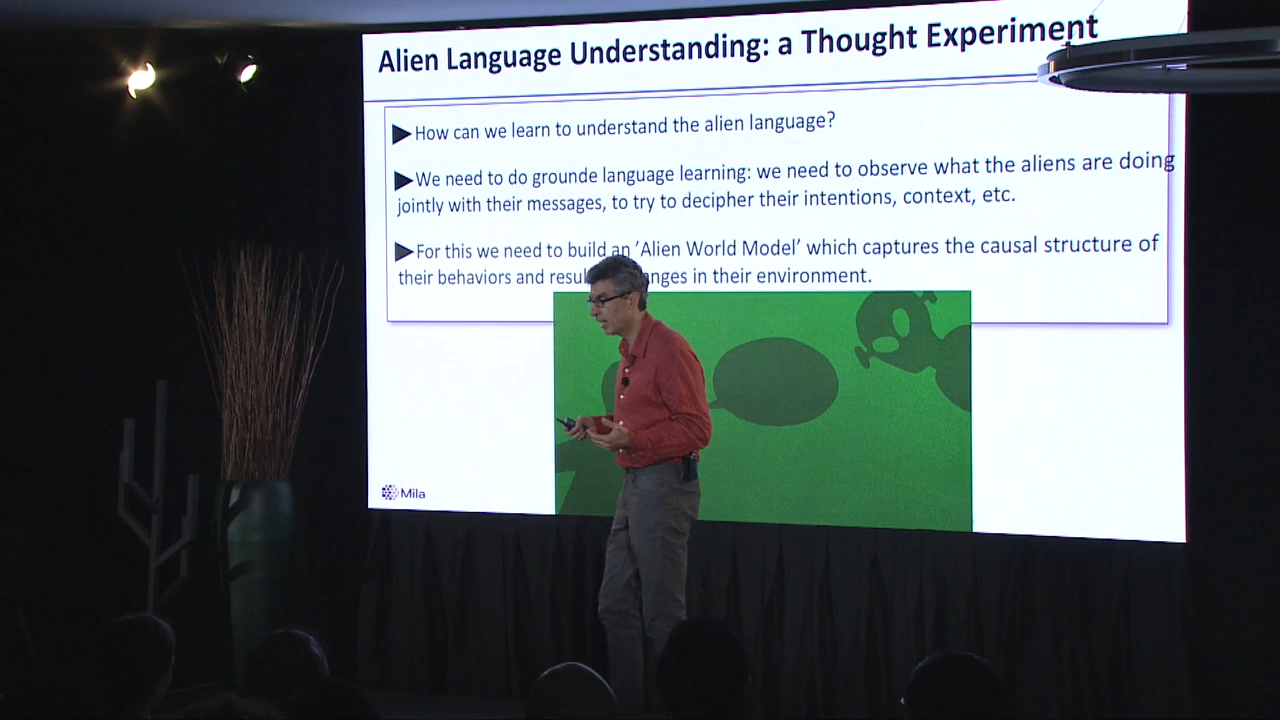 Alien Language Understanding: a Thought Experiment
▶How can we learn to understand the alien language?
▶We need to do grounde language learning: we need to observe what the aliens are doing
jointly with their messages, to try to decipher their intentions, context, etc.
▶For this we need to build an ’Alien World Model’ which captures the causal structure of
their behaviors and in their environment.
Mila